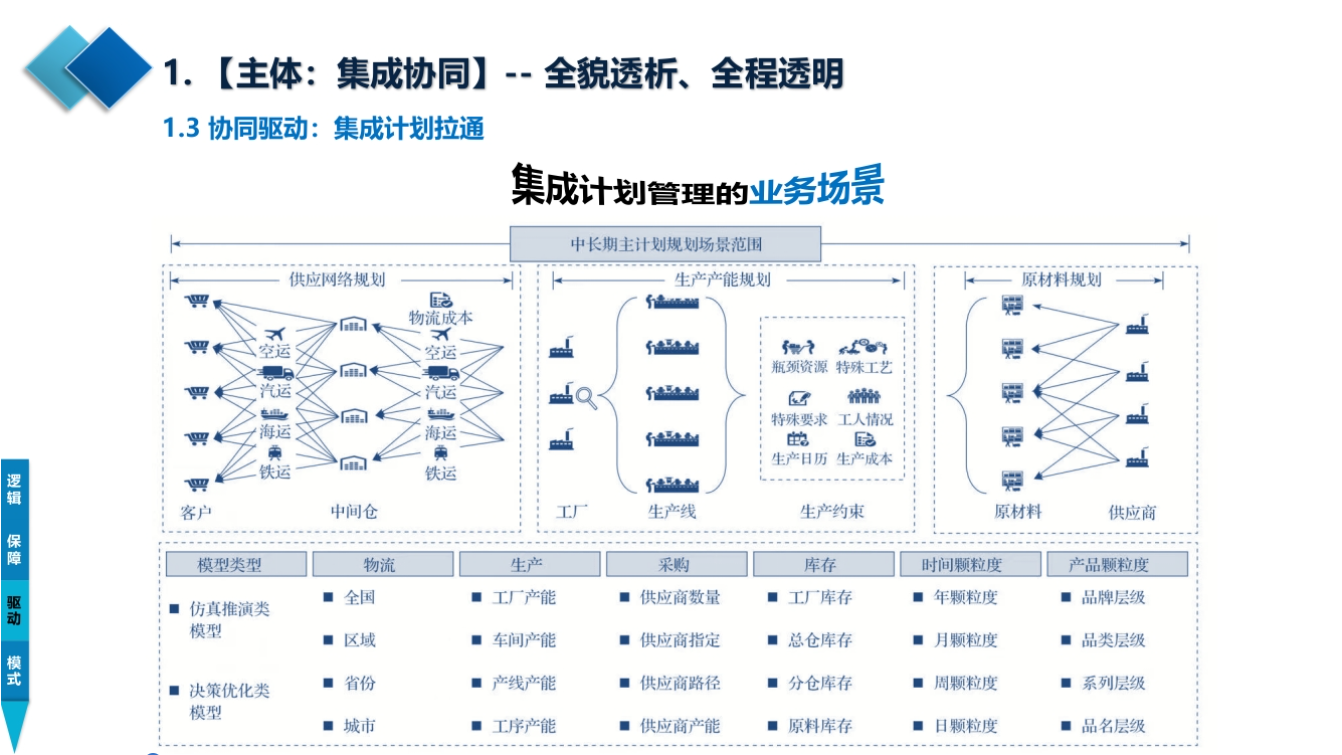 1. 【主体：集成协同】-- 全貌透析、全程透明
1.3 协同驱动：集成计划拉通
集成计划管理的业务场景
中长期主计划规划场景范围
供应网络规划
物流成本
空运
汽运
海运
铁运
空运
汽运
海运
铁运
客户
中间仓
生产产能规划
瓶颈资源
特殊工艺
特殊要求
工人情况
生产日历
生产成本
工厂
生产线
生产约束
原材料规划
原材料
供应商
逻辑
保障
驱动
模式
模型类型
物流
生产
采购
库存
时间颗粒度
产品颗粒度
■ 仿真推演类
模型
■ 决策优化类
模型
■ 全国
■ 区域
■ 省份
■ 城市
■ 工厂产能
■ 车间产能
■ 产线产能
■ 工序产能
■ 供应商数量
■ 供应商指定
■ 供应商路径
■ 供应商产能
■ 工厂库存
■ 总仓库存
■ 分仓库存
■ 原料库存
■ 年颗粒度
■ 月颗粒度
■ 周颗粒度
■ 日颗粒度
■ 品牌层级
■ 品类层级
■ 系列层级
■ 品名层级